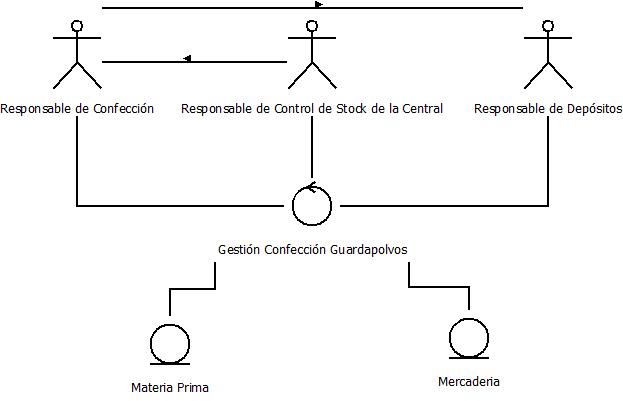 Responsable de Confección
Responsable de Control de Stock de la Central
Responsable de Depósitos
Gestión Confección Guardapolvos
Materia Prima
Mercaderia